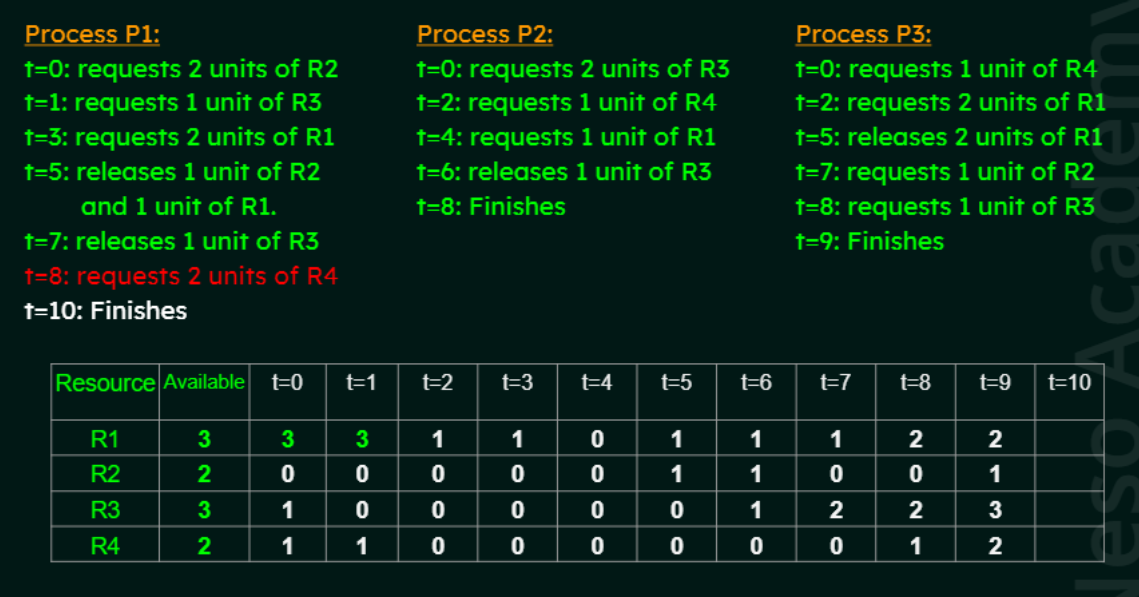 Process P1:
t=0: requests 2 units of R2
t=1: requests 1 unit of R3
t=3: requests 2 units of R1
t=5: releases 1 unit of R2
and 1 unit of R1.
t=7: releases 1 unit of R3
t=8: requests 2 units of R4
t=10: Finishes
Process P2:
t=0: requests 2 units of R3
t=2: requests 1 unit of R4
t=4: requests 1 unit of R1
t=6: releases 1 unit of R3
t=8: Finishes
Process P3:
t=0: requests 1 unit of R4
t=2: requests 2 units of R1
t=5: releases 2 units of R1
t=7: requests 1 unit of R2
t=8: requests 1 unit of R3
t=9: Finishes
Resource Available t=0 t=1 t=2 t=3 t=4 t=5 t=6 t=7 t=8 t=9 t=10
R1 3 3 3 1 1 0 1 1 1 2 2
R2 2 0 0 0 0 0 1 1 0 0 1
R3 3 1 0 0 0 0 0 1 2 2 3
R4 2 1 1 0 0 0 0 0 0 1 2
Neso Academy